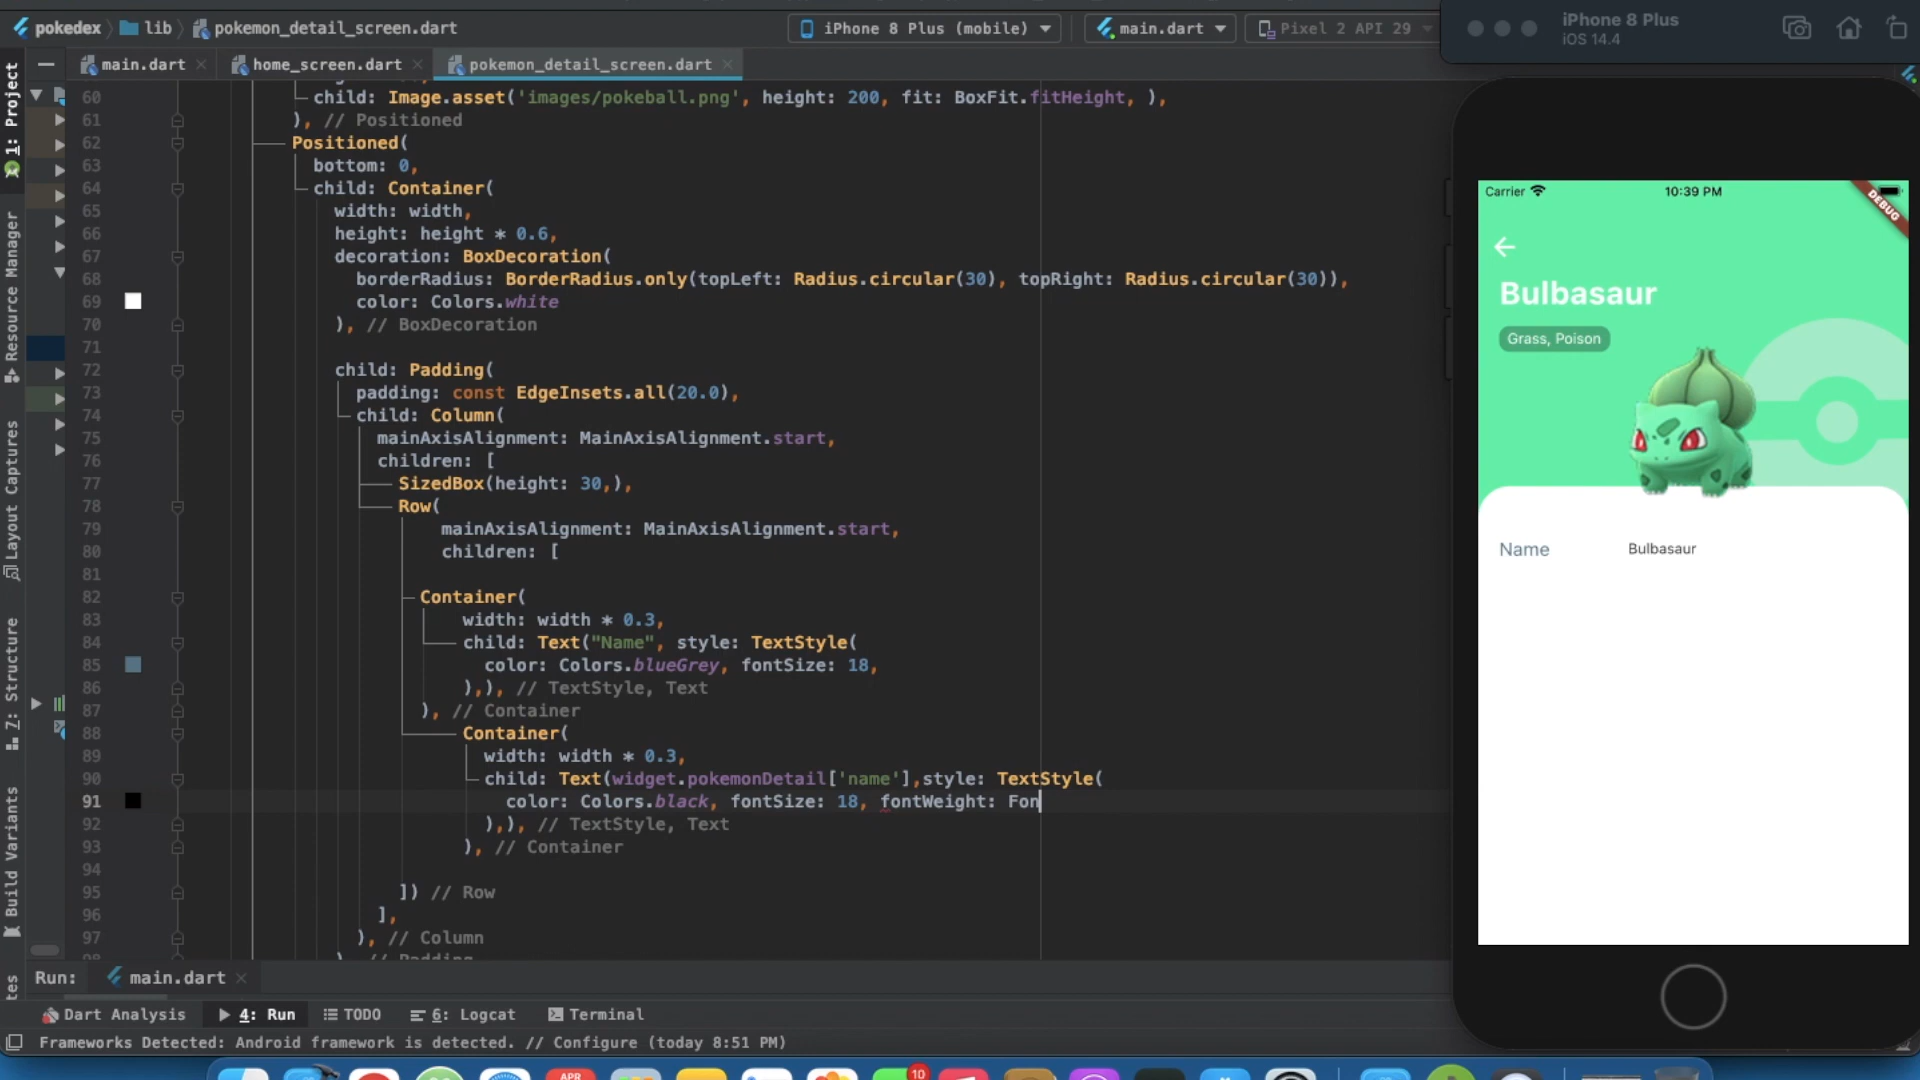 pokedex lib pokemon_detail_screen.dart iPhone 8 Plus (mobile) main.dart Pixel 2 API 29
iPhone 8 Plus
iOS 14.4
main.dart home_screen.dart pokemon_detail_screen.dart
1: Project
Resource Manager
Layout Captures
Z: Structure
Build Variants
60 child: Image.asset('images/pokeball.png', height: 200, fit: BoxFit.fitHeight, ),
61 ), // Positioned
62 Positioned(
63 bottom: 0,
64 child: Container(
65 width: width,
66 height: height * 0.6,
67 decoration: BoxDecoration(
68 borderRadius: BorderRadius.only(topLeft: Radius.circular(30), topRight: Radius.circular(30)),
69 color: Colors.white
70 ), // BoxDecoration
71
72 child: Padding(
73 padding: const EdgeInsets.all(20.0),
74 child: Column(
75 mainAxisAlignment: MainAxisAlignment.start,
76 children: [
77 SizedBox(height: 30,),
78 Row(
79 mainAxisAlignment: MainAxisAlignment.start,
80 children: [
81
82 Container(
83 width: width * 0.3,
84 child: Text("Name", style: TextStyle(
85 color: Colors.blueGrey, fontSize: 18,
86 ),), // TextStyle, Text
87 ), // Container
88 Container(
89 width: width * 0.3,
90 child: Text(widget.pokemonDetail['name'],style: TextStyle(
91 color: Colors.black, fontSize: 18, fontWeight: Fon
92 ),), // TextStyle, Text
93 ), // Container
94
95 ]) // Row
96 ],
97 ), // Column
98 ), // Padding
Carrier 10:39 PM
DEBUG
Bulbasaur
Grass, Poison
Name Bulbasaur
Run: main.dart
Dart Analysis 4: Run TODO 6: Logcat Terminal
Frameworks Detected: Android framework is detected. // Configure (today 8:51 PM)
APR 10